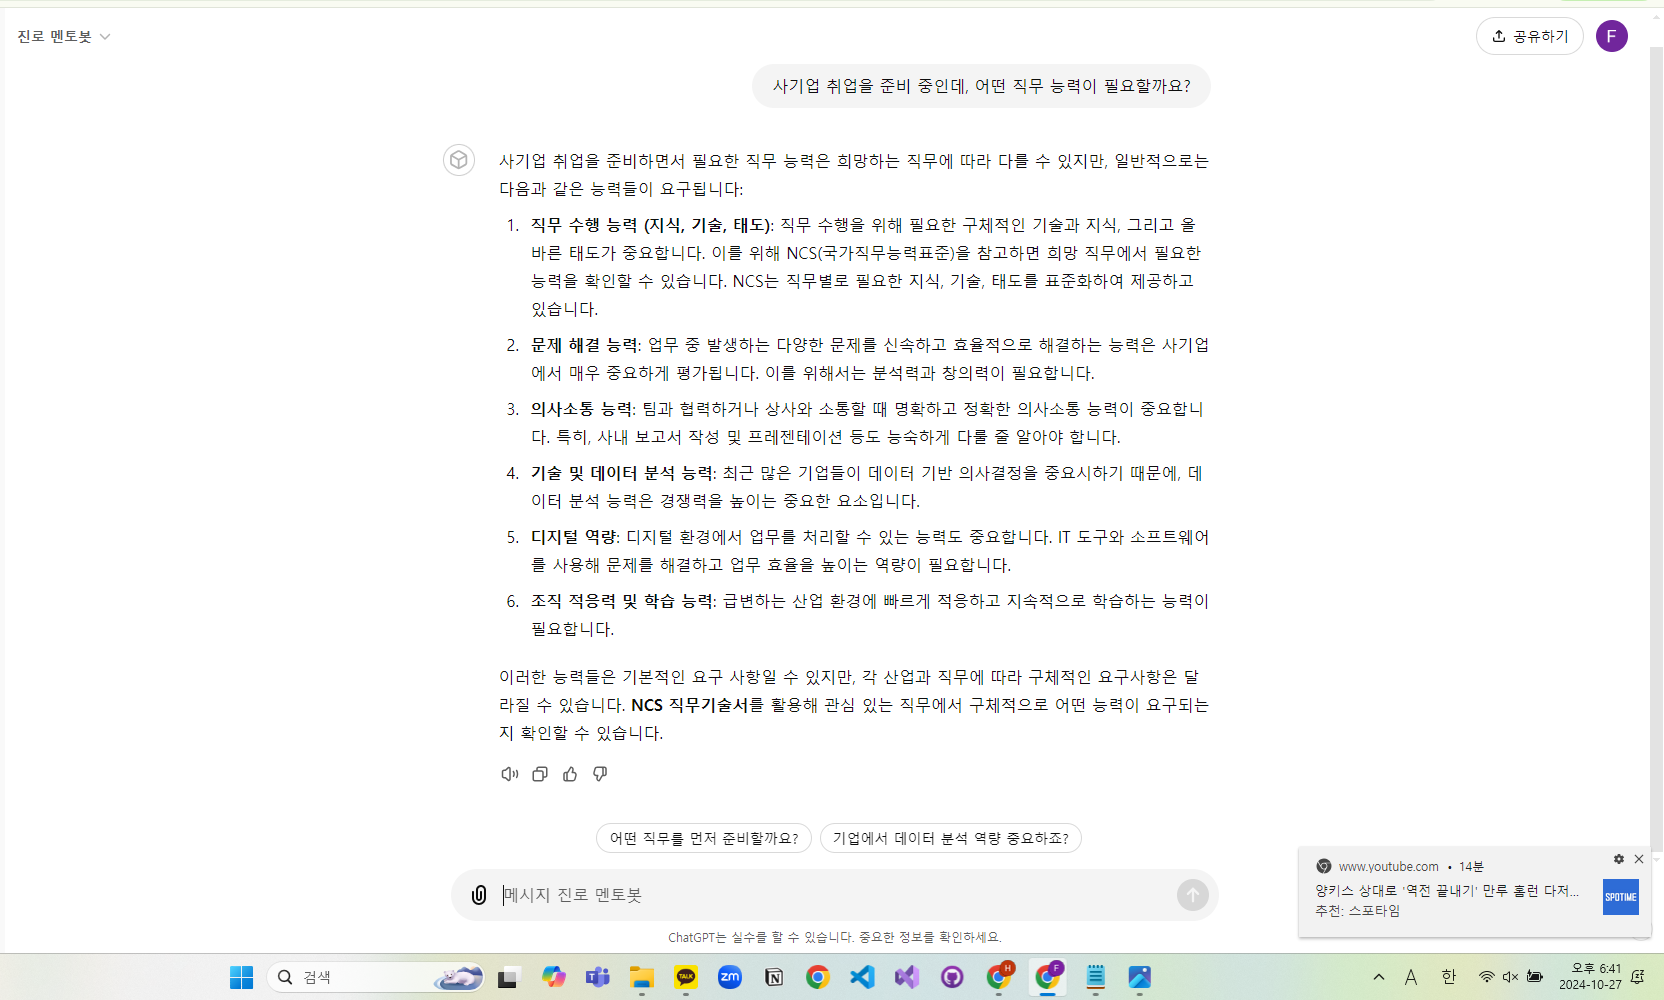 진로 멘토봇
공유하기
F
사기업 취업을 준비 중인데, 어떤 직무 능력이 필요할까요?
사기업 취업을 준비하면서 필요한 직무 능력은 희망하는 직무에 따라 다를 수 있지만, 일반적으로는
다음과 같은 능력들이 요구됩니다:
1. 직무 수행 능력 (지식, 기술, 태도): 직무 수행을 위해 필요한 구체적인 기술과 지식, 그리고 올
바른 태도가 중요합니다. 이를 위해 NCS(국가직무능력표준)을 참고하면 희망 직무에서 필요한
능력을 확인할 수 있습니다. NCS는 직무별로 필요한 지식, 기술, 태도를 표준화하여 제공하고
있습니다.
2. 문제 해결 능력: 업무 중 발생하는 다양한 문제를 신속하고 효율적으로 해결하는 능력은 사기업
에서 매우 중요하게 평가됩니다. 이를 위해서는 분석력과 창의력이 필요합니다.
3. 의사소통 능력: 팀과 협력하거나 상사와 소통할 때 명확하고 정확한 의사소통 능력이 중요합니
다. 특히, 사내 보고서 작성 및 프레젠테이션 등도 능숙하게 다룰 줄 알아야 합니다.
4. 기술 및 데이터 분석 능력: 최근 많은 기업들이 데이터 기반 의사결정을 중요시하기 때문에, 데
이터 분석 능력은 경쟁력을 높이는 중요한 요소입니다.
5. 디지털 역량: 디지털 환경에서 업무를 처리할 수 있는 능력도 중요합니다. IT 도구와 소프트웨어
를 사용해 문제를 해결하고 업무 효율을 높이는 역량이 필요합니다.
6. 조직 적응력 및 학습 능력: 급변하는 산업 환경에 빠르게 적응하고 지속적으로 학습하는 능력이
필요합니다.
이러한 능력들은 기본적인 요구 사항일 수 있지만, 각 산업과 직무에 따라 구체적인 요구사항은 달
라질 수 있습니다. NCS 직무기술서를 활용해 관심 있는 직무에서 구체적으로 어떤 능력이 요구되는
지 확인할 수 있습니다.
어떤 직무를 먼저 준비할까요?
기업에서 데이터 분석 역량 중요하죠?
메시지 진로 멘토봇
ChatGPT는 실수를 할 수 있습니다. 중요한 정보를 확인하세요.
www.youtube.com • 14분
양키스 상대로 '역전 끝내기' 만루 홈런 다저...
추천: 스포타임
SPOTIME
검색
TALK
zm
H
F
A
한
오후 6:41
2024-10-27